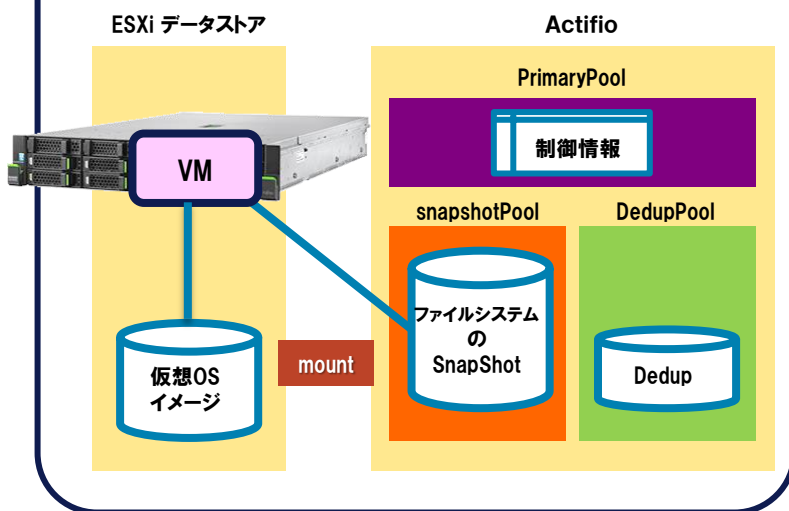 ESXi データストア
Actifio
PrimaryPool
制御情報
VM
snapshotPool
DedupPool
ファイルシステム
の
SnapShot
mount
仮想OS
イメージ
Dedup